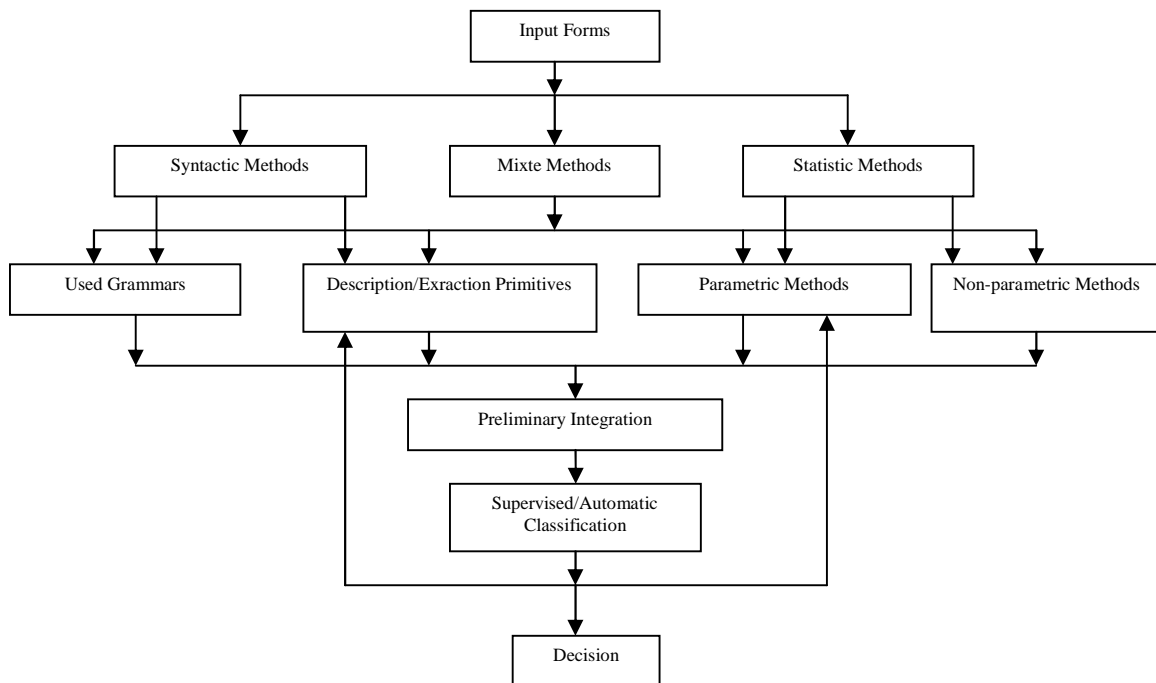 Input Forms
Syntactic Methods
Mixte Methods
Statistic Methods
Used Grammars
Description/Exraction Primitives
Parametric Methods
Non-parametric Methods
Preliminary Integration
Supervised/Automatic
Classification
Decision